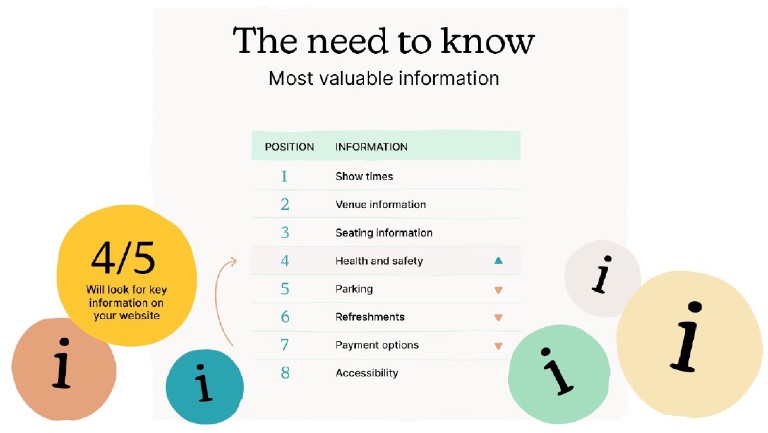 The need to know
Most valuable information
POSITION INFORMATION
1 Show times
2 Venue information
3 Seating information
4 Health and safety
5 Parking
6 Refreshments
7 Payment options
8 Accessibility
4/5
Will look for key
information on
your website
i
i
i
i
i